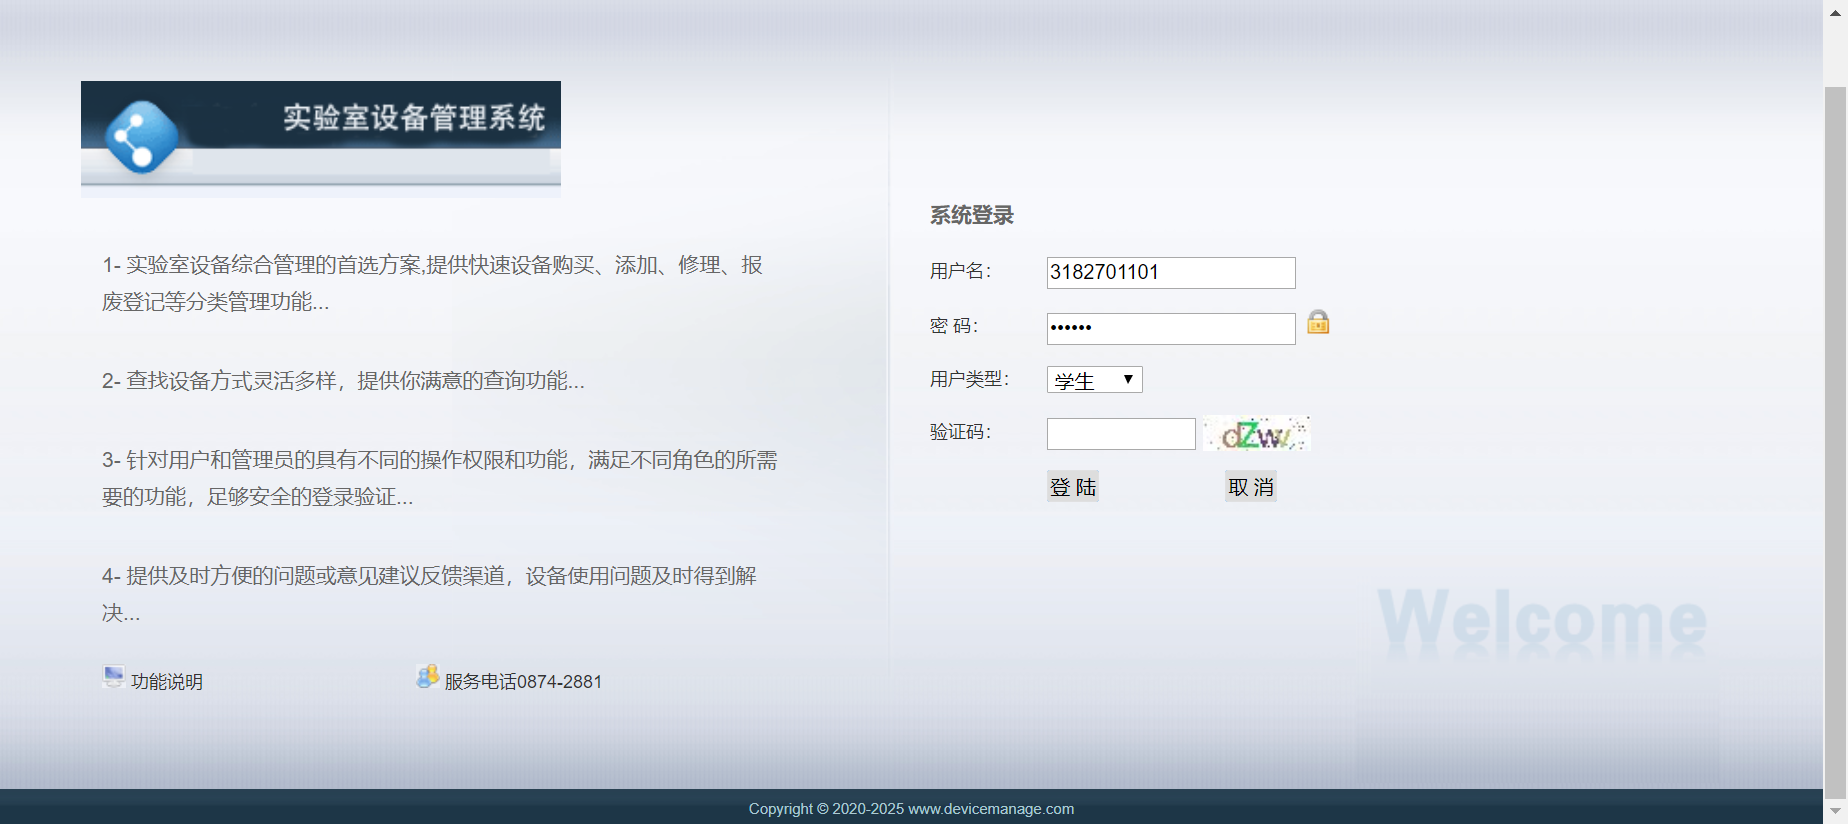 实验室设备管理系统
1- 实验室设备综合管理的首选方案,提供快速设备购买、添加、修理、报
废登记等分类管理功能...
2- 查找设备方式灵活多样，提供你满意的查询功能...
3- 针对用户和管理员的具有不同的操作权限和功能，满足不同角色的所需
要的功能，足够安全的登录验证...
4- 提供及时方便的问题或意见建议反馈渠道，设备使用问题及时得到解
决...
功能说明
服务电话0874-2881
系统登录
用户名：
3182701101
密 码：
••••••
用户类型：
学生
验证码：
登 陆
取 消
Welcome
Copyright © 2020-2025 www.devicemanage.com